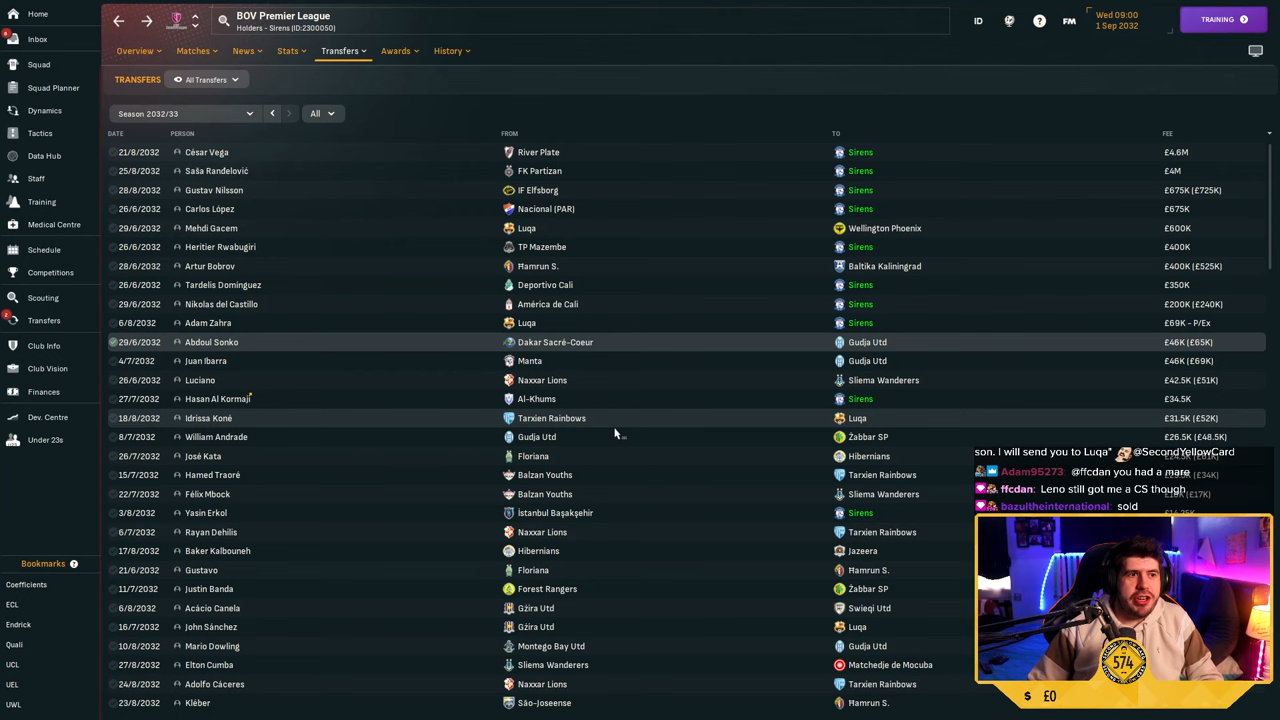 Home
BOV Premier League
Holders - Sirens (ID:2300050)
ID
FM
Wed 09:00
1 Sep 2032
TRAINING
6
Inbox
Overview
Matches
News
Stats
Transfers
Awards
History
Squad
Squad Planner
Dynamics
Tactics
Data Hub
Staff
Training
Medical Centre
Schedule
Competitions
Scouting
2
Transfers
Club Info
Club Vision
Finances
Dev. Centre
Under 23s
Bookmarks ?
Coefficients
ECL
Endrick
Quali
UCL
UEL
UWL
TRANSFERS
All Transfers
Season 2032/33
All
DATE PERSON FROM TO FEE
21/8/2032 César Vega River Plate Sirens £4.6M
25/8/2032 Saša Ranđelović FK Partizan Sirens £4M
28/8/2032 Gustav Nilsson IF Elfsborg Sirens £675K (£725K)
26/6/2032 Carlos López Nacional (PAR) Sirens £675K
29/6/2032 Mehdi Gacem Luqa Wellington Phoenix £600K
26/6/2032 Heritier Rwabugiri TP Mazembe Sirens £400K
28/6/2032 Artur Bobrov Ħamrun S. Baltika Kaliningrad £400K (£525K)
26/6/2032 Tardelis Domínguez Deportivo Cali Sirens £350K
29/6/2032 Nikolas del Castillo América de Cali Sirens £200K (£240K)
6/8/2032 Adam Zahra Luqa Sirens £69K - P/Ex
29/6/2032 Abdoul Sonko Dakar Sacré-Coeur Gudja Utd £46K (£65K)
4/7/2032 Juan Ibarra Manta Gudja Utd £46K (£69K)
26/6/2032 Luciano Naxxar Lions Sliema Wanderers £42.5K (£51K)
27/7/2032 Hasan Al Kormaji Al-Khums Sirens £34.5K
18/8/2032 Idrissa Koné Tarxien Rainbows Luqa £31.5K (£52K)
8/7/2032 William Andrade Gudja Utd Żabbar SP £26.5K (£48.5K)
26/7/2032 José Kata Floriana Hibernians
15/7/2032 Hamed Traoré Balzan Youths Tarxien Rainbows
22/7/2032 Félix Mbock Balzan Youths Sliema Wanderers
3/8/2032 Yasin Erkol İstanbul Başakşehir Sirens
6/7/2032 Rayan Dehilis Naxxar Lions Tarxien Rainbows
17/8/2032 Baker Kalbouneh Hibernians Jazeera
21/6/2032 Gustavo Floriana Ħamrun S.
11/7/2032 Justin Banda Forest Rangers Żabbar SP
6/8/2032 Acácio Canela Gżira Utd Swieqi Utd
16/7/2032 John Sánchez Gżira Utd Luqa
10/8/2032 Mario Dowling Montego Bay Utd Gudja Utd
27/8/2032 Elton Cumba Sliema Wanderers Matchedje de Mocuba
24/8/2032 Adolfo Cáceres Naxxar Lions Tarxien Rainbows
23/8/2032 Kléber São-Joseense Ħamrun S.
son. I will send you to Luqa" @SecondYellowCard
Adam95273: @ffcdan you had a mare
ffcdan: Leno still got me a CS though
bazultheinternational: sold
574
$ £0